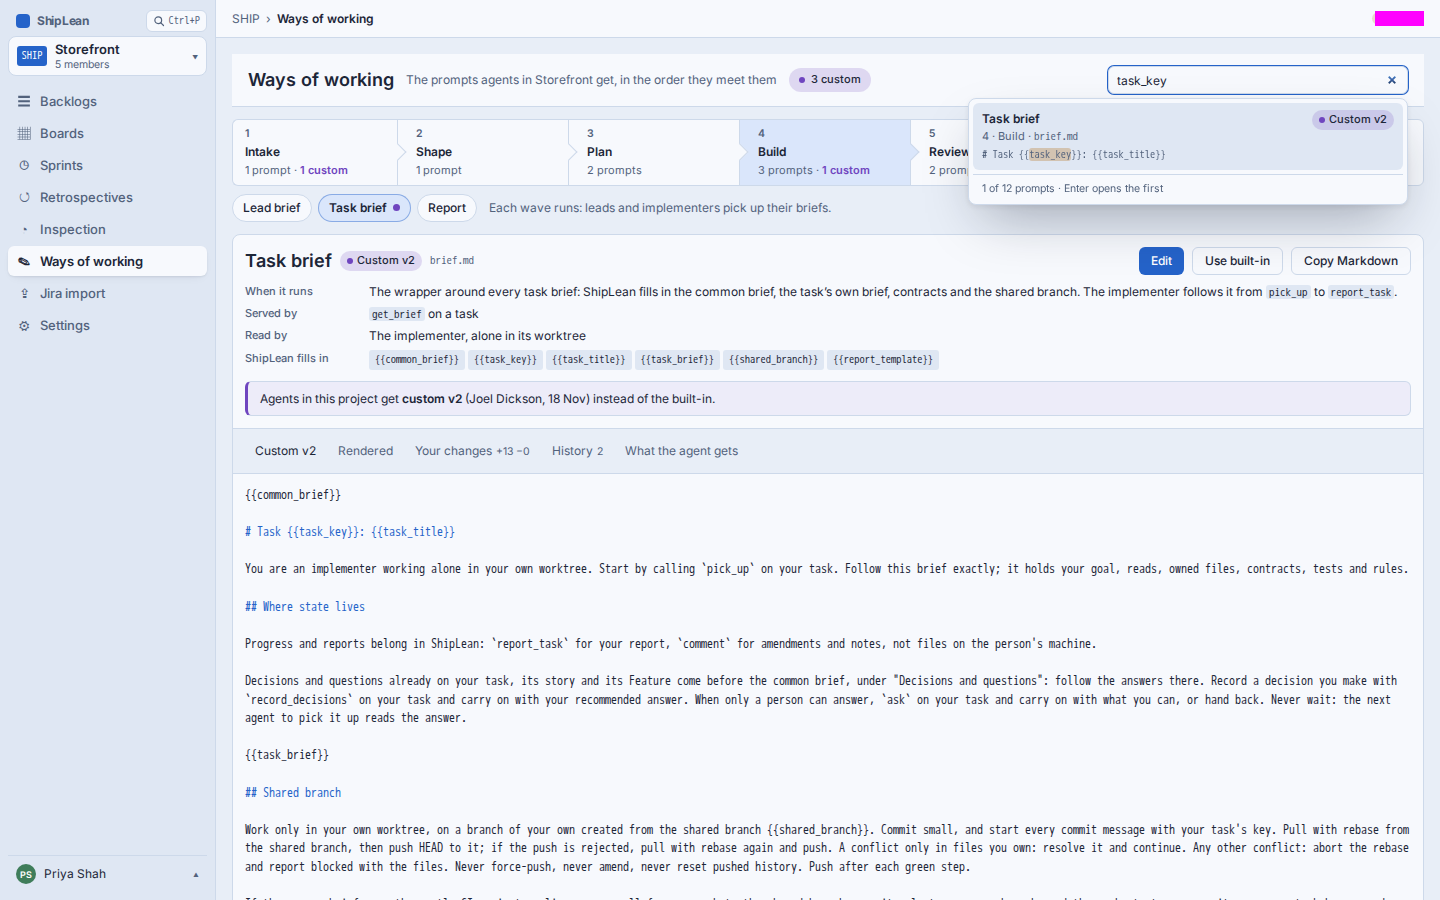 ShipLean
Ctrl+P
SHIP
Storefront
5 members
Backlogs
Boards
Sprints
Retrospectives
Inspection
Ways of working
Jira import
Settings
PS
Priya Shah
SHIP › Ways of working
Ways of working
The prompts agents in Storefront get, in the order they meet them
3 custom
task_key
Task brief
Custom v2
4 · Build · brief.md
# Task {{task_key}}: {{task_title}}
1 of 12 prompts · Enter opens the first
1
Intake
1 prompt · 1 custom
2
Shape
1 prompt
3
Plan
2 prompts
4
Build
3 prompts · 1 custom
5
Review
2 prom
Lead brief
Task brief
Report
Each wave runs: leads and implementers pick up their briefs.
Task brief
Custom v2
brief.md
Edit
Use built-in
Copy Markdown
When it runs
The wrapper around every task brief: ShipLean fills in the common brief, the task’s own brief, contracts and the shared branch. The implementer follows it from pick_up to report_task.
Served by
get_brief on a task
Read by
The implementer, alone in its worktree
ShipLean fills in
{{common_brief}} {{task_key}} {{task_title}} {{task_brief}} {{shared_branch}} {{report_template}}
Agents in this project get custom v2 (Joel Dickson, 18 Nov) instead of the built-in.
Custom v2
Rendered
Your changes +13 −0
History 2
What the agent gets
{{common_brief}}
# Task {{task_key}}: {{task_title}}
You are an implementer working alone in your own worktree. Start by calling `pick_up` on your task. Follow this brief exactly; it holds your goal, reads, owned files, contracts, tests and rules.
## Where state lives
Progress and reports belong in ShipLean: `report_task` for your report, `comment` for amendments and notes, not files on the person's machine.
Decisions and questions already on your task, its story and its Feature come before the common brief, under "Decisions and questions": follow the answers there. Record a decision you make with
`record_decisions` on your task and carry on with your recommended answer. When only a person can answer, `ask` on your task and carry on with what you can, or hand back. Never wait: the next
agent to pick it up reads the answer.
{{task_brief}}
## Shared branch
Work only in your own worktree, on a branch of your own created from the shared branch {{shared_branch}}. Commit small, and start every commit message with your task's key. Pull with rebase from
the shared branch, then push HEAD to it; if the push is rejected, pull with rebase again and push. A conflict only in files you own: resolve it and continue. Any other conflict: abort the rebase
and report blocked with the files. Never force-push, never amend, never reset pushed history. Push after each green step.